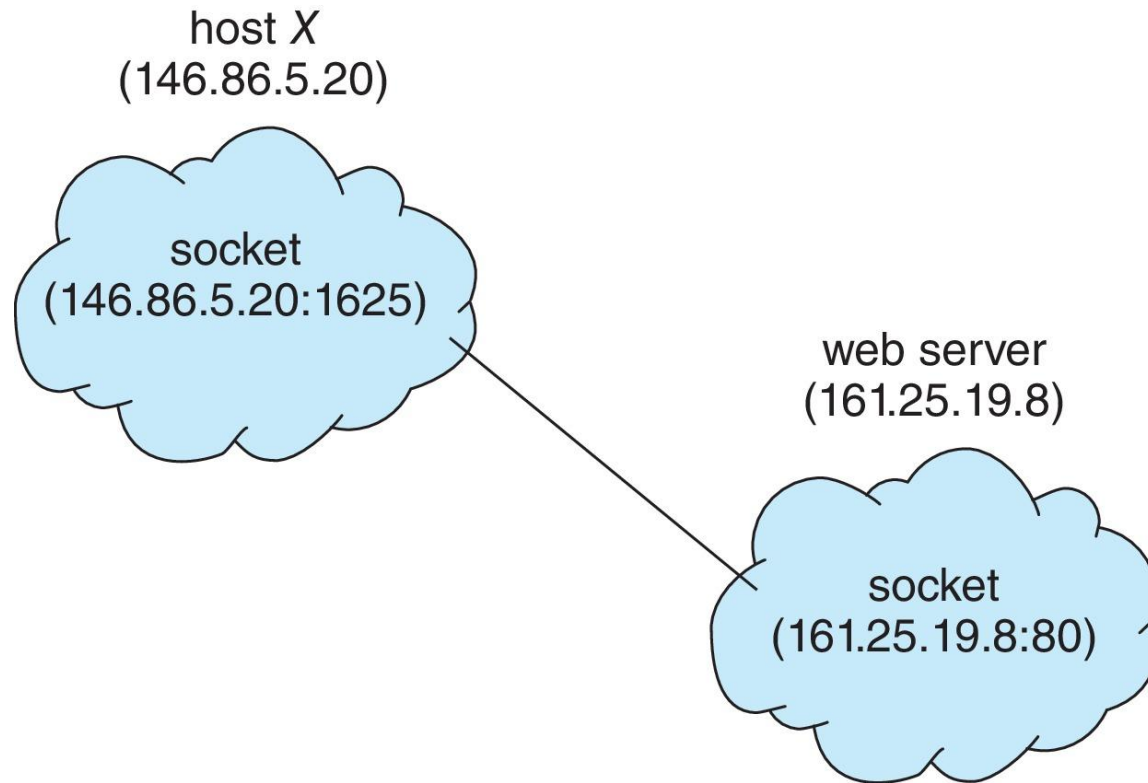 host X
(146.86.5.20)
socket
(146.86.5.20:1625)
web server
(161.25.19.8)
socket
(161.25.19.8:80)